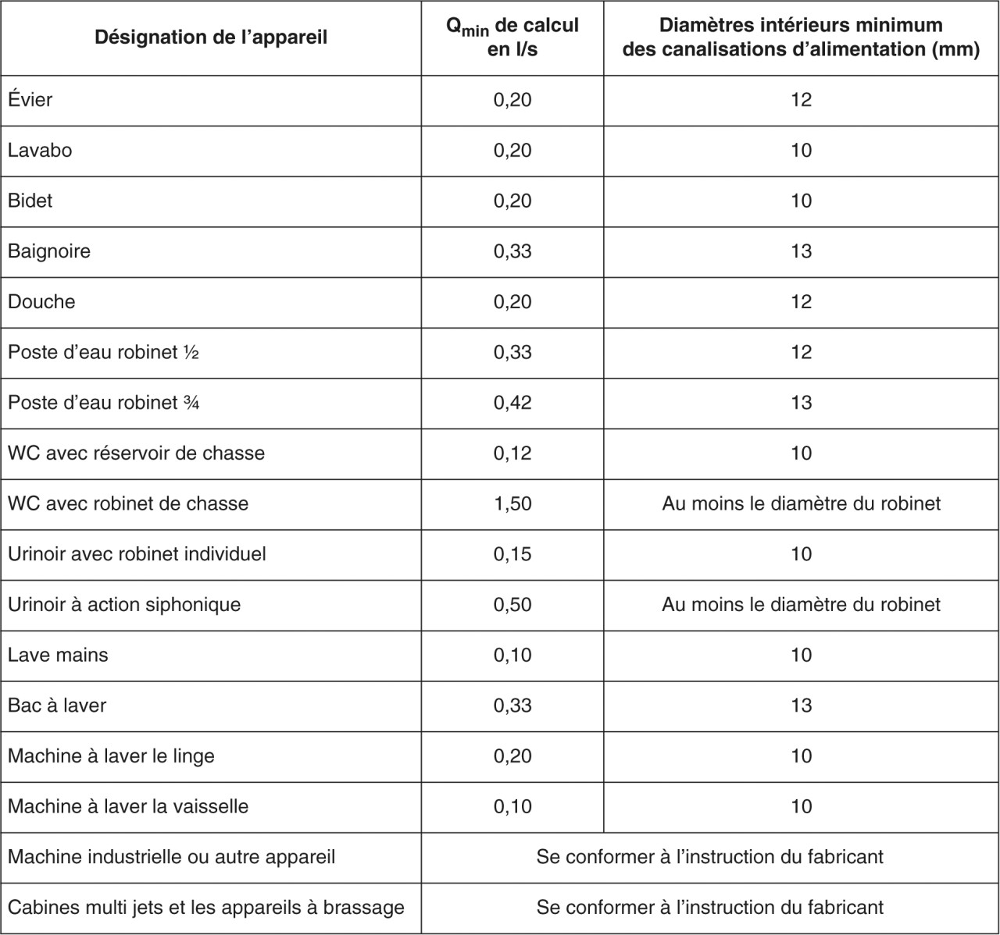 Désignation de l’appareil
Qmin de calcul
en l/s
Diamètres intérieurs minimum
des canalisations d’alimentation (mm)
Évier 0,20 12
Lavabo 0,20 10
Bidet 0,20 10
Baignoire 0,33 13
Douche 0,20 12
Poste d’eau robinet ½ 0,33 12
Poste d’eau robinet ¾ 0,42 13
WC avec réservoir de chasse 0,12 10
WC avec robinet de chasse 1,50 Au moins le diamètre du robinet
Urinoir avec robinet individuel 0,15 10
Urinoir à action siphonique 0,50 Au moins le diamètre du robinet
Lave mains 0,10 10
Bac à laver 0,33 13
Machine à laver le linge 0,20 10
Machine à laver la vaisselle 0,10 10
Machine industrielle ou autre appareil Se conformer à l’instruction du fabricant
Cabines multi jets et les appareils à brassage Se conformer à l’instruction du fabricant